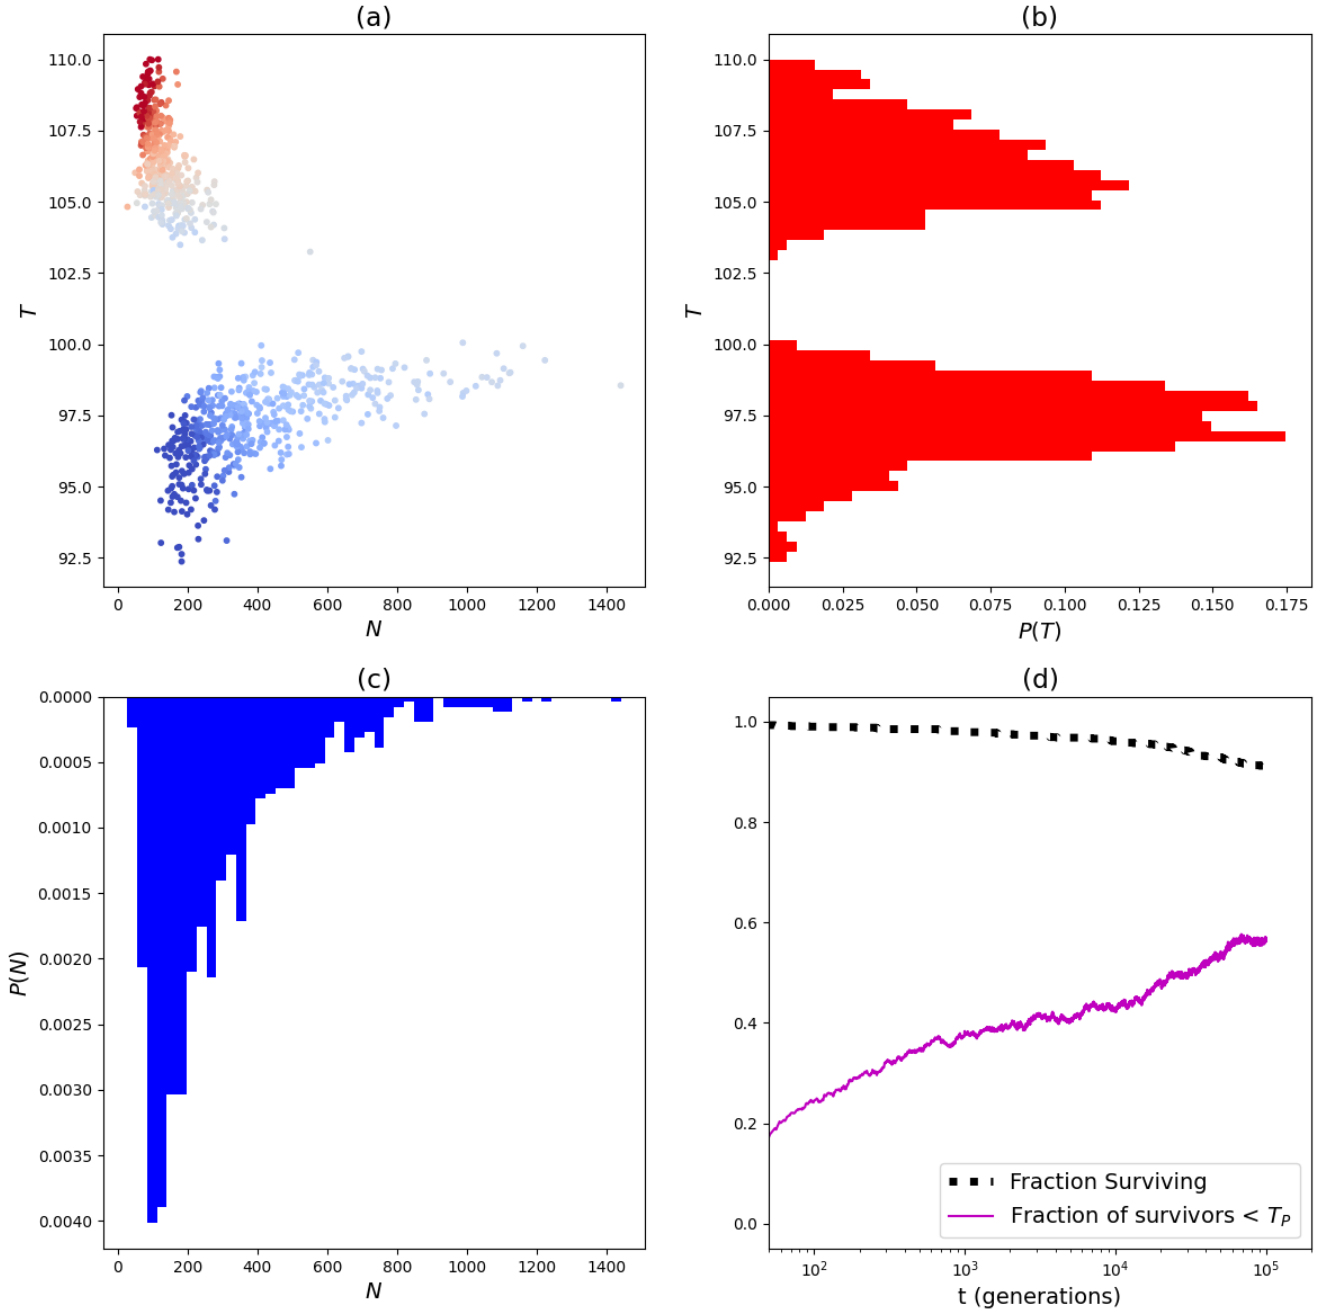 (a)
110.0
107.5
105.0
102.5
100.0
97.5
95.0
92.5
T
0 200 400 600 800 1000 1200 1400
N
(b)
110.0
107.5
105.0
102.5
100.0
97.5
95.0
92.5
T
0.000 0.025 0.050 0.075 0.100 0.125 0.150 0.175
P(T)
(c)
0.0000
0.0005
0.0010
0.0015
0.0020
0.0025
0.0030
0.0035
0.0040
P(N)
0 200 400 600 800 1000 1200 1400
N
(d)
1.0
0.8
0.6
0.4
0.2
0.0
Fraction Surviving
Fraction of survivors < T_P
10^2 10^3 10^4 10^5
t (generations)